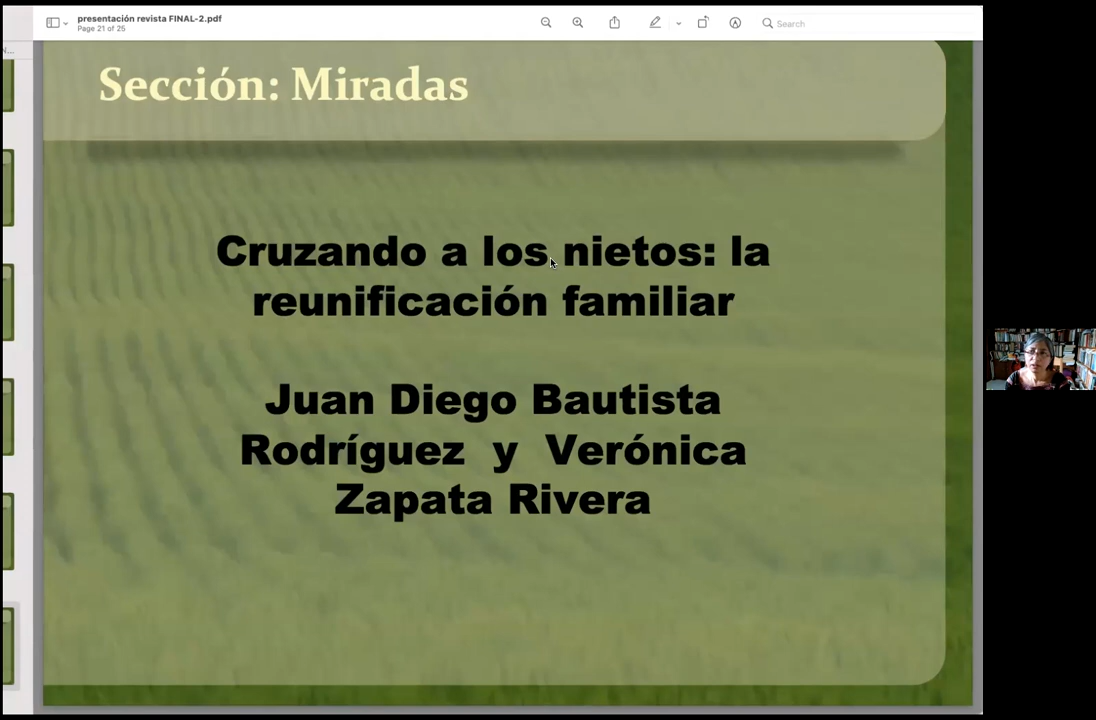 presentación revista FINAL-2.pdf
Page 21 of 25
Search
N...
Sección: Miradas
Cruzando a los nietos: la
reunificación familiar
Juan Diego Bautista
Rodríguez y Verónica
Zapata Rivera